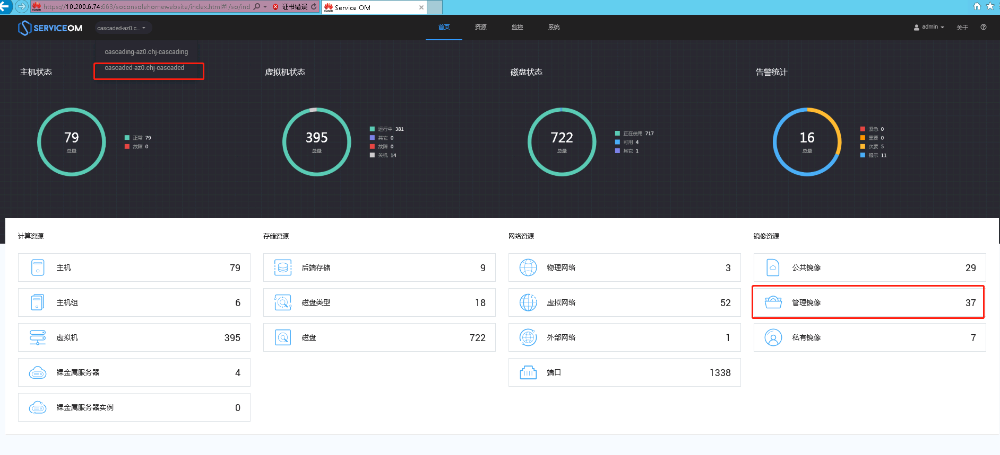 https://10.200.6.74:663/soconsolehomewebsite/index.html#!/so/ind
证书错误
Service OM
HUAWEI
SERVICEOM
cascaded-az0.c...
首页
资源
监控
系统
admin
关于
cascading-az0.chj-cascading
cascaded-az0.chj-cascaded
主机状态
79
总量
正常 79
故障 0
虚拟机状态
395
总量
运行中 381
其它 0
故障 0
关机 14
磁盘状态
722
总量
正在使用 717
可用 4
其它 1
告警统计
16
总量
紧急 0
重要 0
次要 5
提示 11
计算资源
主机 79
主机组 6
虚拟机 395
裸金属服务器 4
裸金属服务器实例 0
存储资源
后端存储 9
磁盘类型 18
磁盘 722
网络资源
物理网络 3
虚拟网络 52
外部网络 1
端口 1338
镜像资源
公共镜像 29
管理镜像 37
私有镜像 7